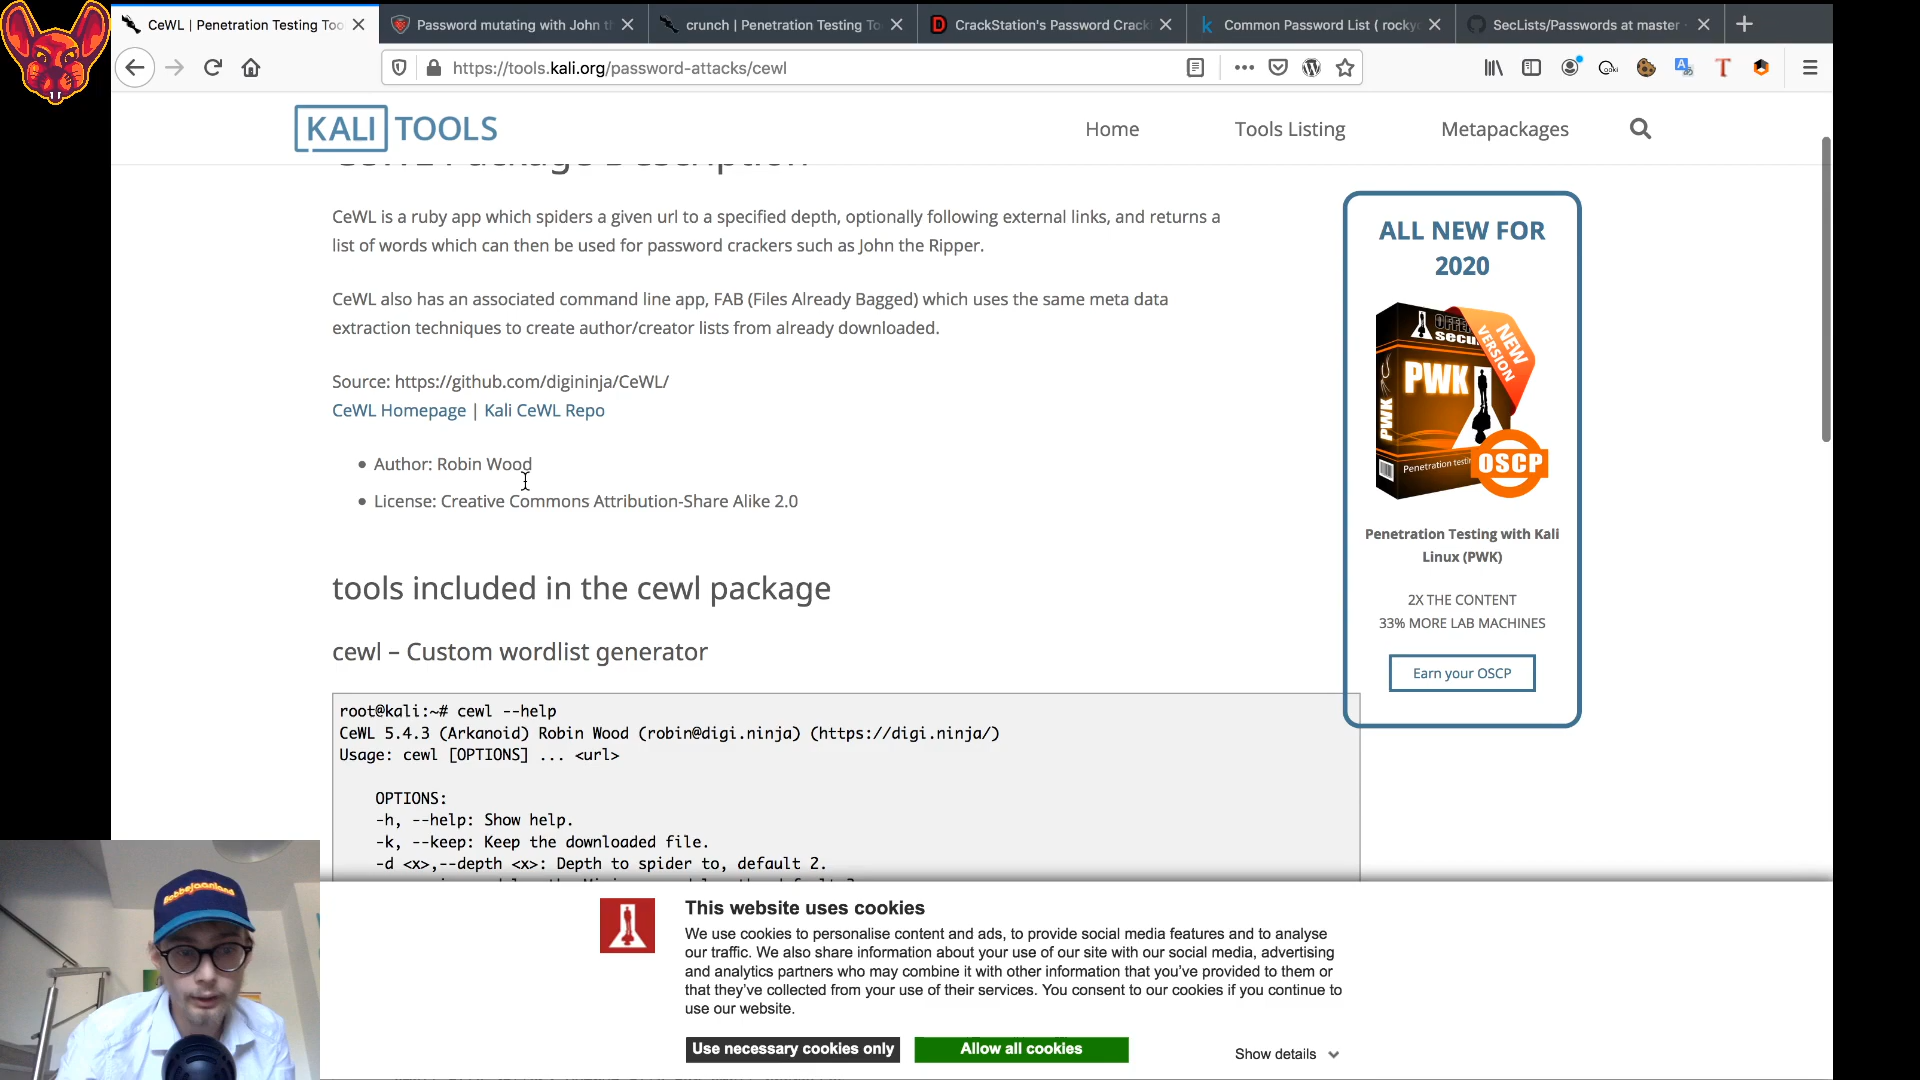 CeWL | Penetration Testing Too
Password mutating with John th
crunch | Penetration Testing To
CrackStation's Password Crack
Common Password List ( rocky
SecLists/Passwords at master
https://tools.kali.org/password-attacks/cewl
KALI TOOLS
Home
Tools Listing
Metapackages
CeWL Package Description
CeWL is a ruby app which spiders a given url to a specified depth, optionally following external links, and returns a
list of words which can then be used for password crackers such as John the Ripper.
CeWL also has an associated command line app, FAB (Files Already Bagged) which uses the same meta data
extraction techniques to create author/creator lists from already downloaded.
Source: https://github.com/digininja/CeWL/
CeWL Homepage | Kali CeWL Repo
Author: Robin Wood
License: Creative Commons Attribution-Share Alike 2.0
tools included in the cewl package
cewl – Custom wordlist generator
root@kali:~# cewl --help
CeWL 5.4.3 (Arkanoid) Robin Wood (robin@digi.ninja) (https://digi.ninja/)
Usage: cewl [OPTIONS] ... <url>
OPTIONS:
-h, --help: Show help.
-k, --keep: Keep the downloaded file.
-d <x>,--depth <x>: Depth to spider to, default 2.
ALL NEW FOR
2020
NEW
VERSION
PWK
PWK
OSCP
Penetration Testing with Kali
Linux (PWK)
2X THE CONTENT
33% MORE LAB MACHINES
Earn your OSCP
This website uses cookies
We use cookies to personalise content and ads, to provide social media features and to analyse
our traffic. We also share information about your use of our site with our social media, advertising
and analytics partners who may combine it with other information that you've provided to them or
that they've collected from your use of their services. You consent to our cookies if you continue to
use our website.
Use necessary cookies only
Allow all cookies
Show details
Bobbejaanland